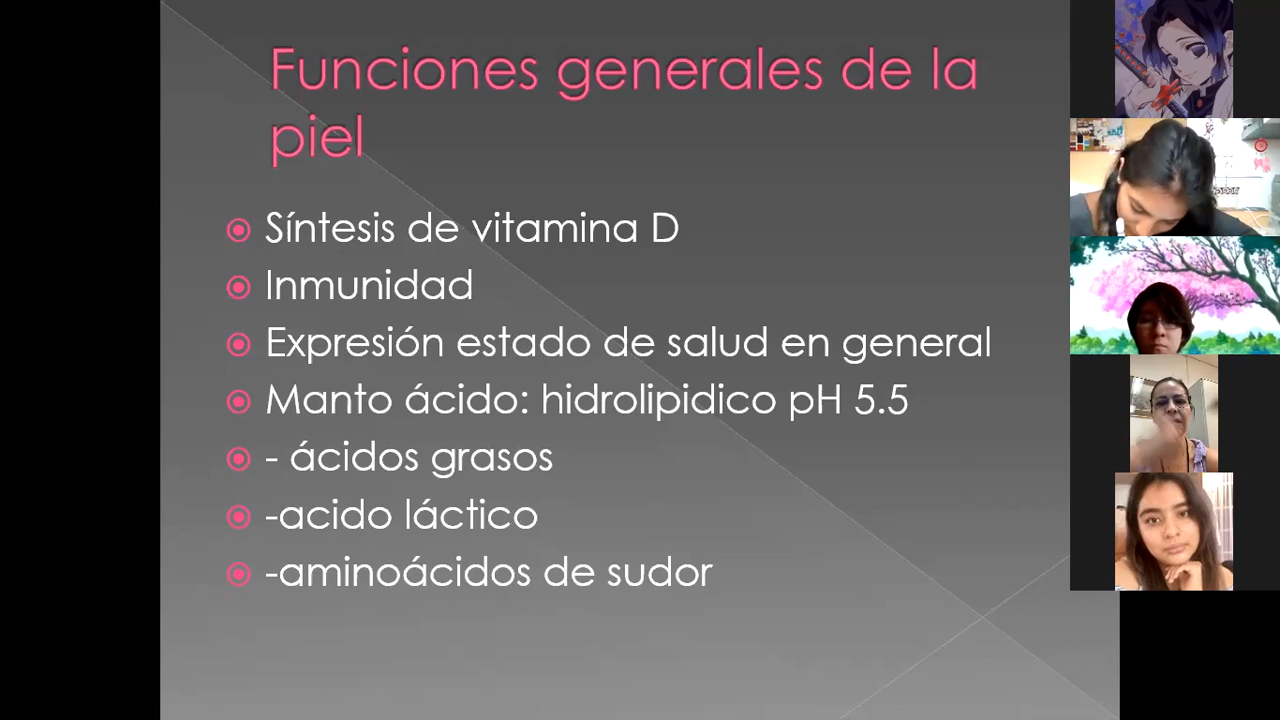 Funciones generales de la
piel
Síntesis de vitamina D
Inmunidad
Expresión estado de salud en general
Manto ácido: hidrolipidico pH 5.5
- ácidos grasos
-acido láctico
-aminoácidos de sudor